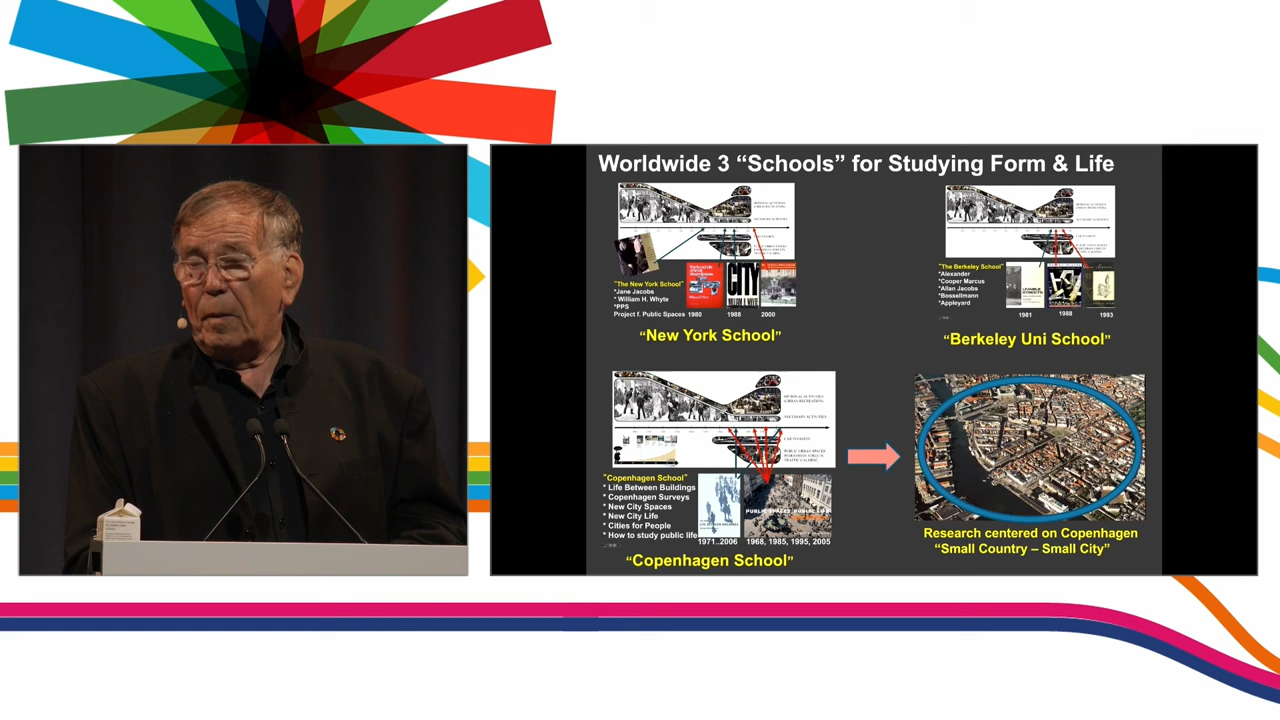 Worldwide 3 “Schools” for Studying Form & Life
"The New York School"
*Jane Jacobs
* William H. Whyte
*PPS
Project f. Public Spaces
CITY
1980
1988
2000
“New York School”
"The Berkeley School"
*Alexander
*Cooper Marcus
*Allan Jacobs
*Bosselmann
*Appleyard
1981
1988
1993
“Berkeley Uni School”
"Copenhagen School"
* Life Between Buildings
* Copenhagen Surveys
* New City Spaces
* New City Life
* Cities for People
* How to study public life
PUBLIC SPACES PUBLIC LIFE
1971..2006
1968, 1985, 1995, 2005
“Copenhagen School”
Research centered on Copenhagen
“Small Country – Small City”